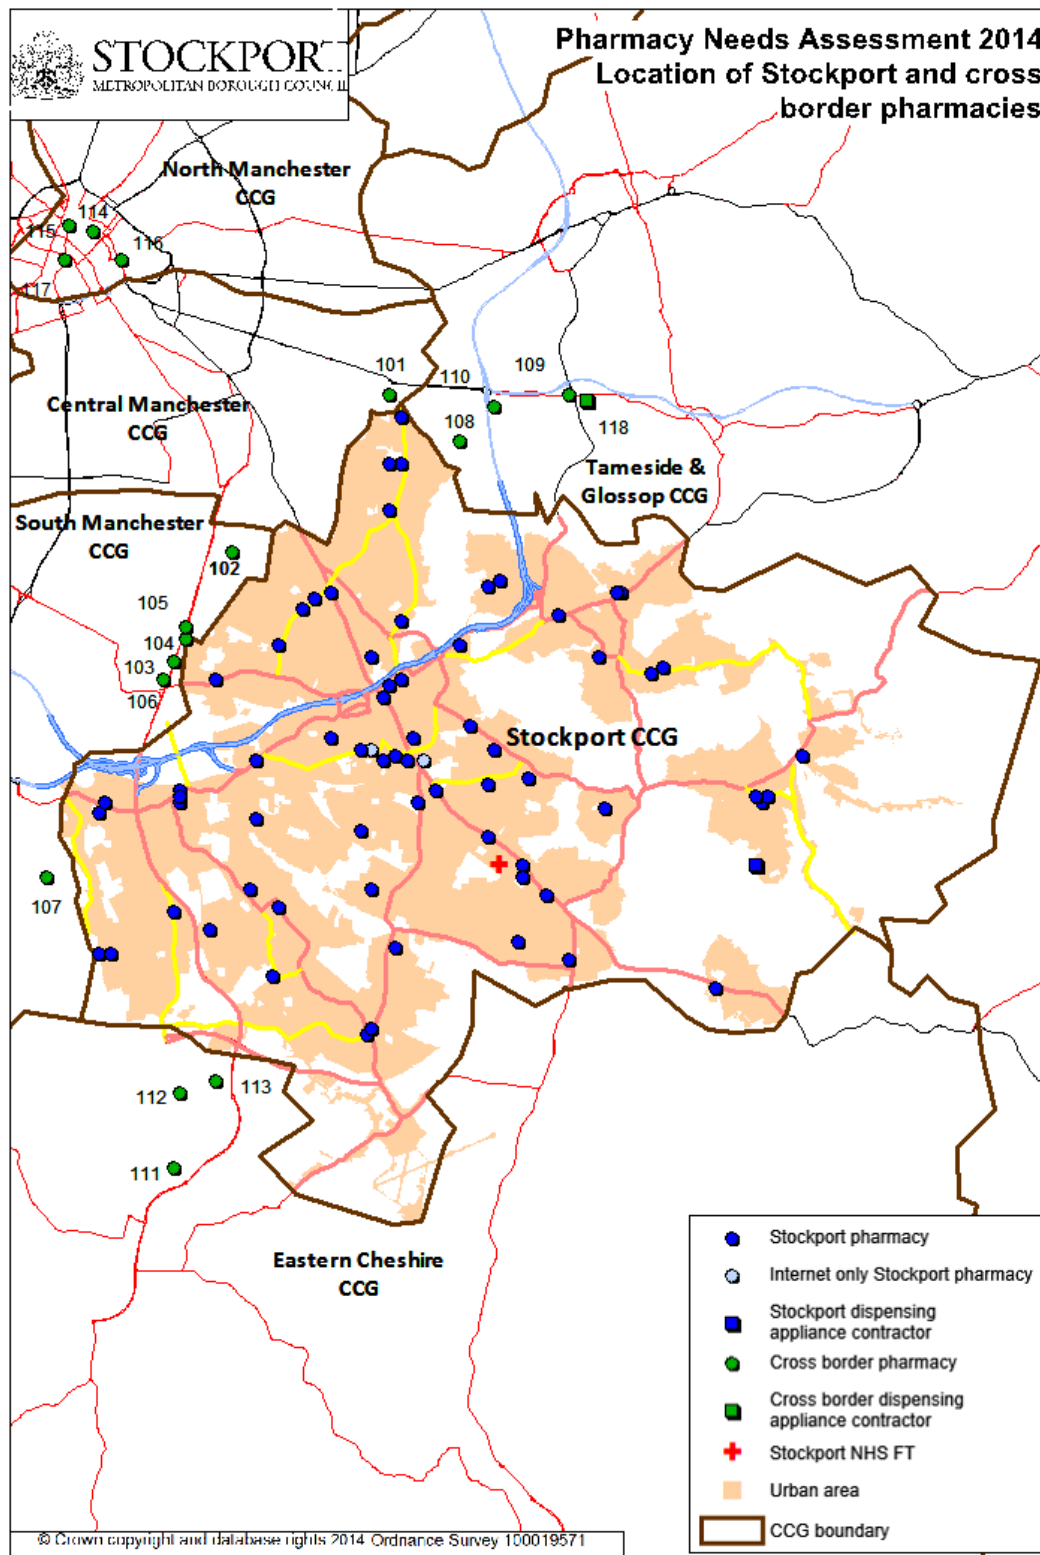 STOCKPORT
METROPOLITAN BOROUGH COUNCIL
Pharmacy Needs Assessment 2014
Location of Stockport and cross
border pharmacies
North Manchester
CCG
114
115
116
117
101
110
109
Central Manchester
CCG
108
118
Tameside &
Glossop CCG
South Manchester
CCG
102
105
104
103
106
Stockport CCG
107
113
112
111
Eastern Cheshire
CCG
Stockport pharmacy
Internet only Stockport pharmacy
Stockport dispensing
appliance contractor
Cross border pharmacy
Cross border dispensing
appliance contractor
Stockport NHS FT
Urban area
CCG boundary
© Crown copyright and database rights 2014 Ordnance Survey 100019571